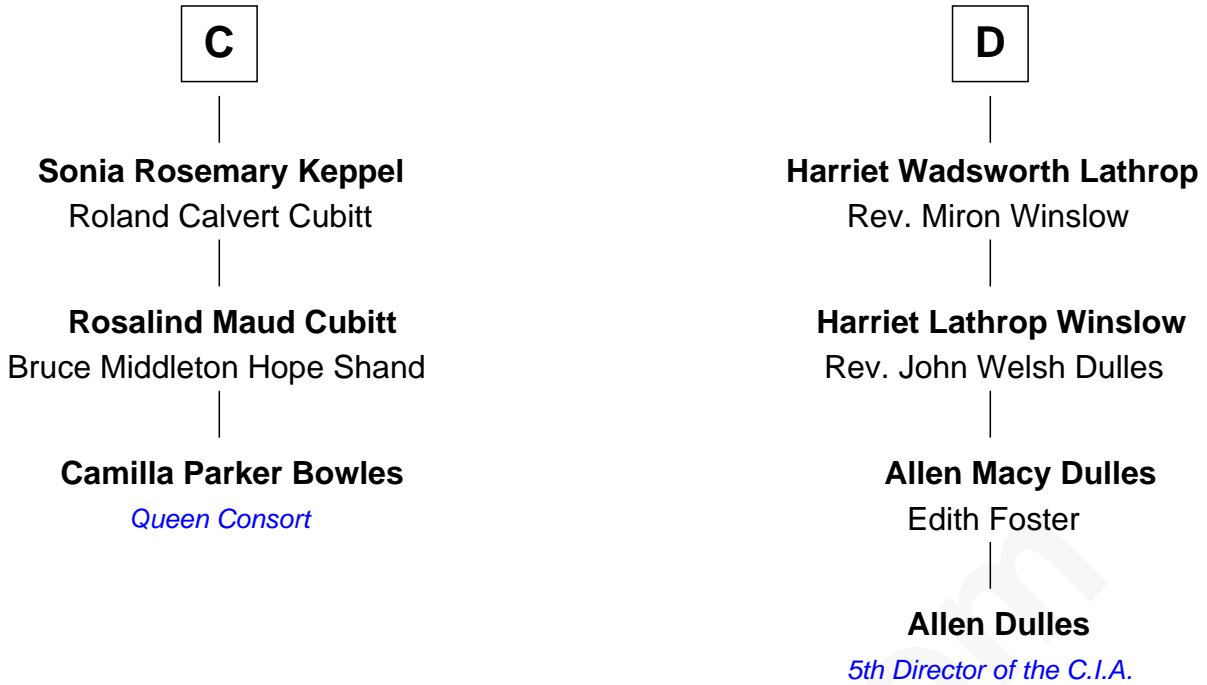 C
Sonia Rosemary Keppel
Roland Calvert Cubitt
Rosalind Maud Cubitt
Bruce Middleton Hope Shand
Camilla Parker Bowles
Queen Consort
D
Harriet Wadsworth Lathrop
Rev. Miron Winslow
Harriet Lathrop Winslow
Rev. John Welsh Dulles
Allen Macy Dulles
Edith Foster
Allen Dulles
5th Director of the C.I.A.